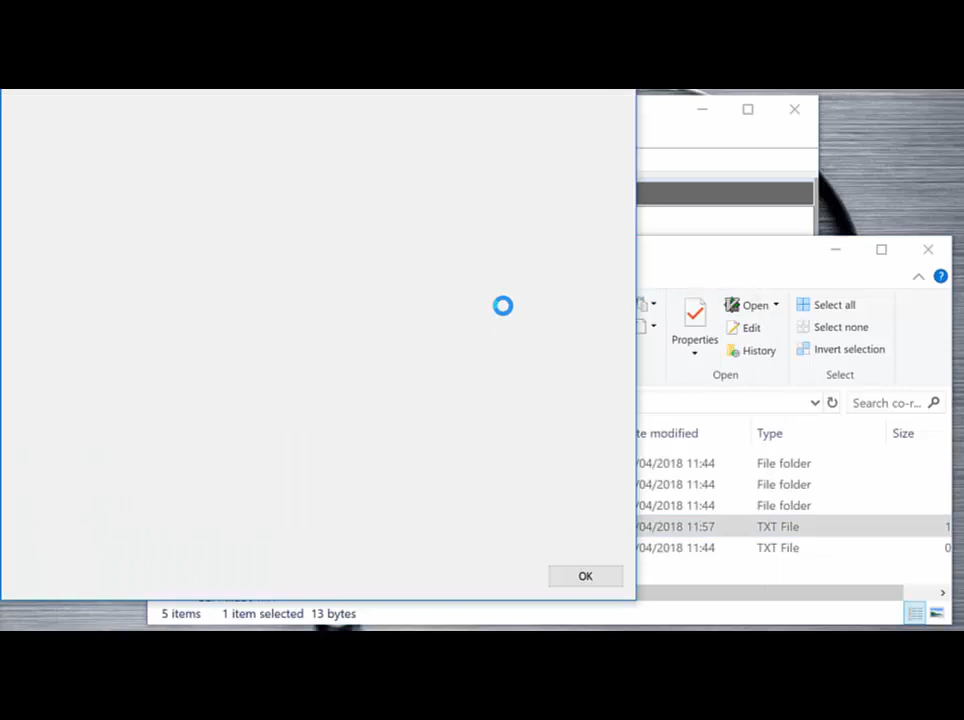 Open
Select all
Edit
Select none
Properties
History
Invert selection
Open
Select
Search co-r...
te modified
Type
Size
/04/2018 11:44
File folder
/04/2018 11:44
File folder
/04/2018 11:44
File folder
/04/2018 11:57
TXT File
1
/04/2018 11:44
TXT File
0
OK
5 items
1 item selected
13 bytes